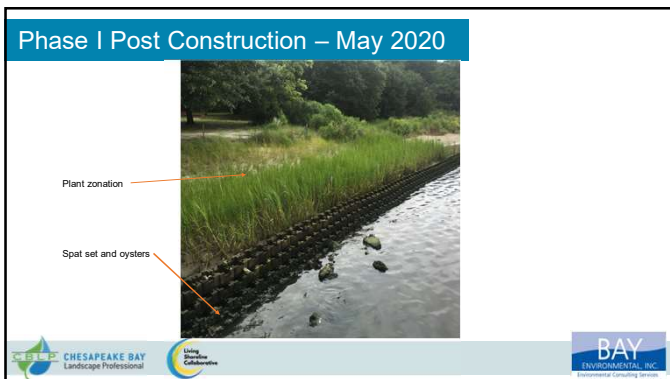 Phase I Post Construction – May 2020
Plant zonation
Spat set and oysters
CBLP
CHESAPEAKE BAY
Landscape Professional
Living
Shoreline
Collaborative
BAY
ENVIRONMENTAL, INC.
Environmental Consulting Services